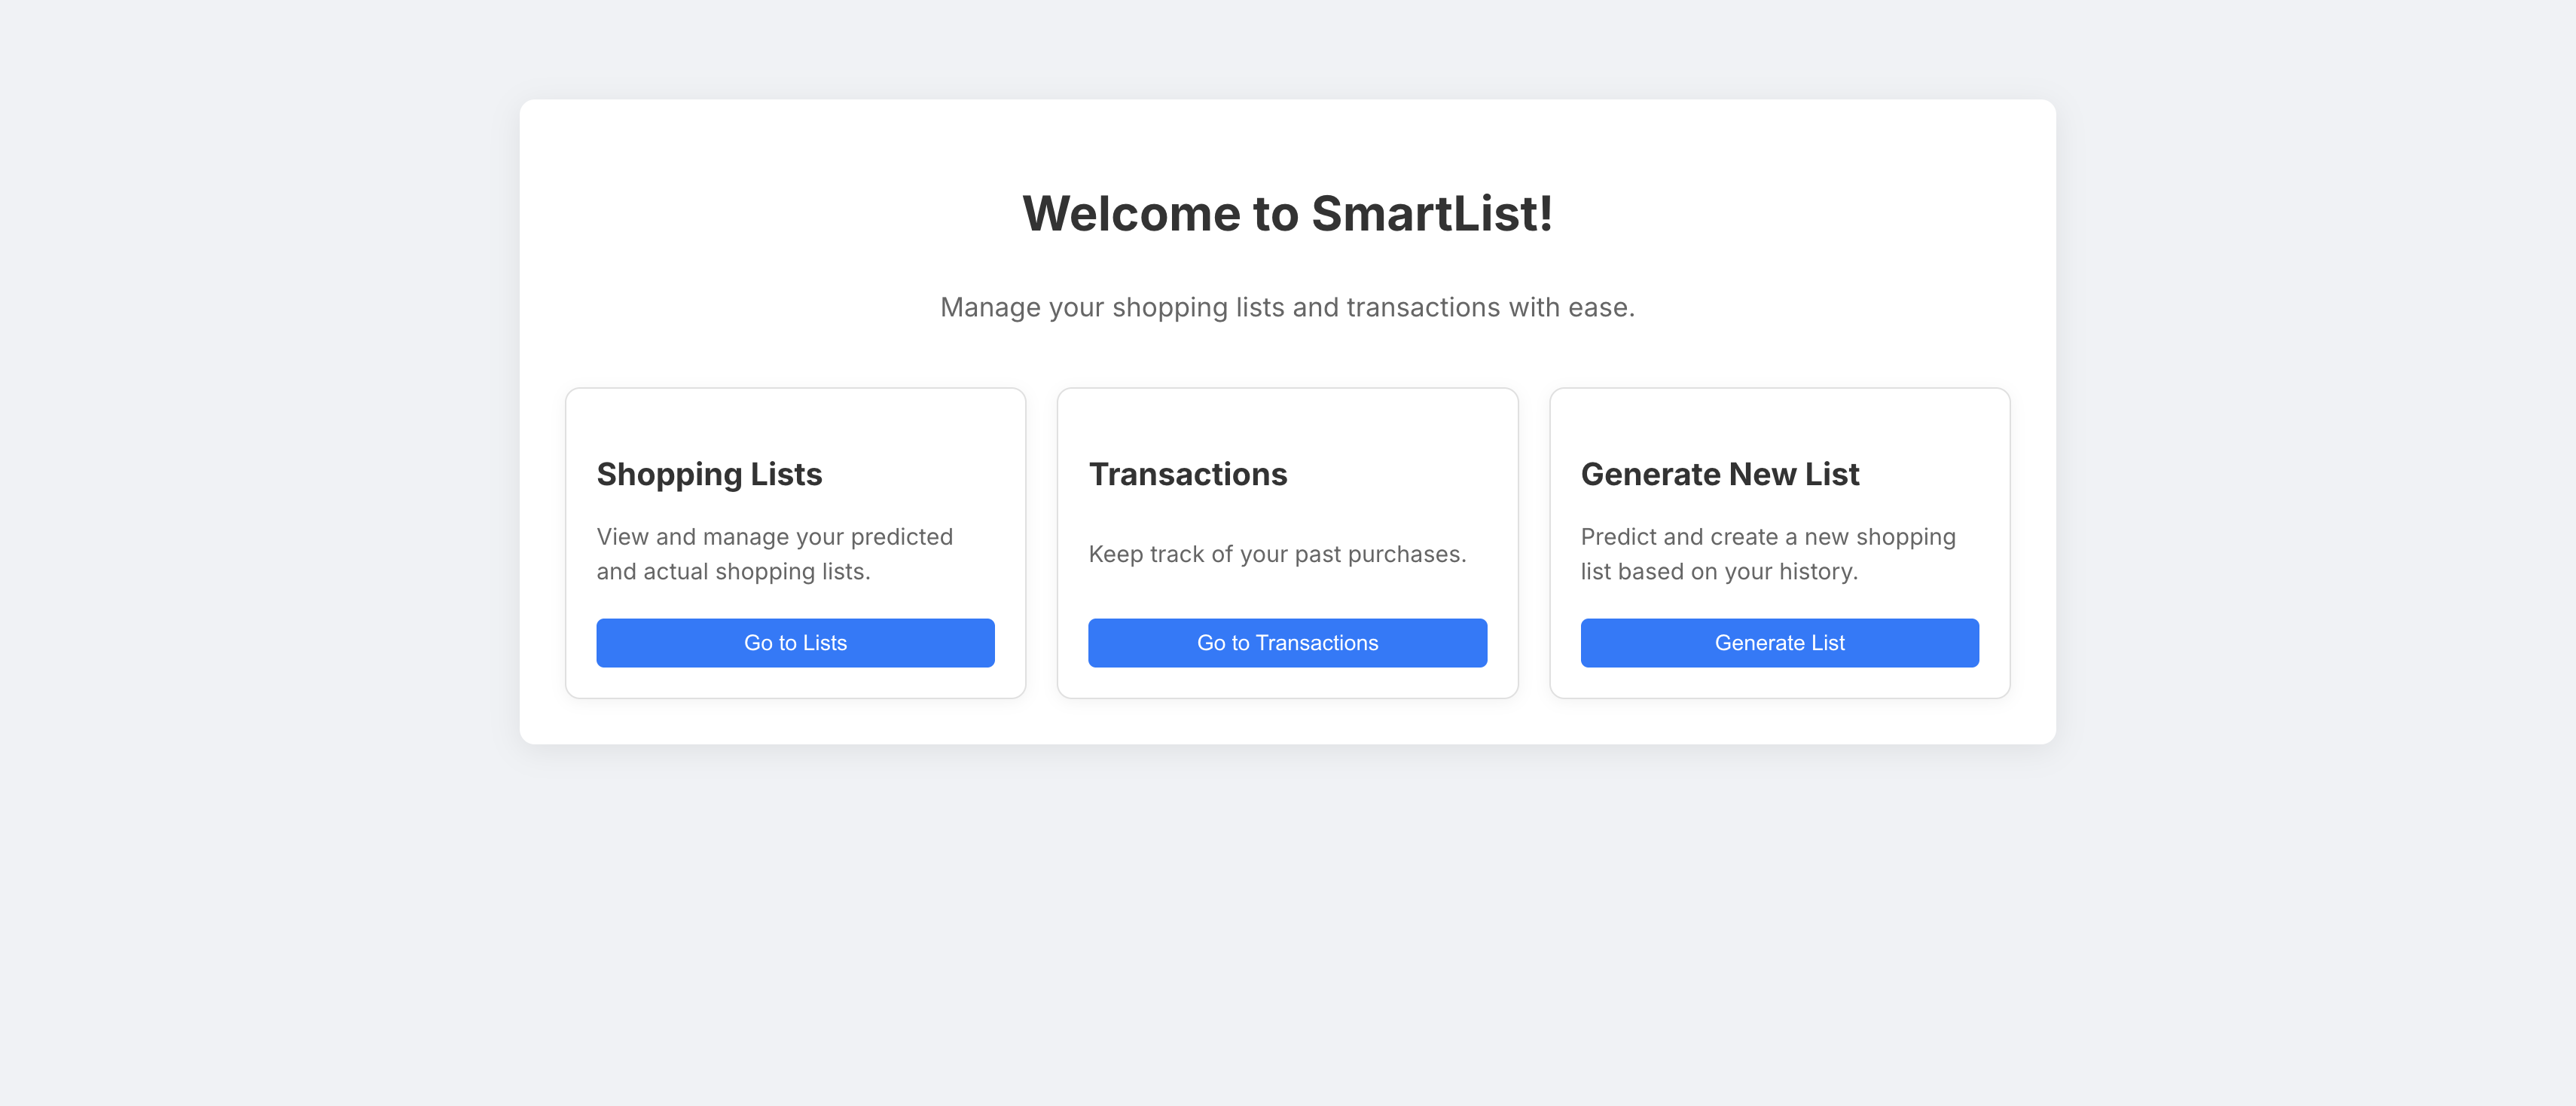 Welcome to SmartList!
Manage your shopping lists and transactions with ease.
Shopping Lists
View and manage your predicted
and actual shopping lists.
Go to Lists
Transactions
Keep track of your past purchases.
Go to Transactions
Generate New List
Predict and create a new shopping
list based on your history.
Generate List